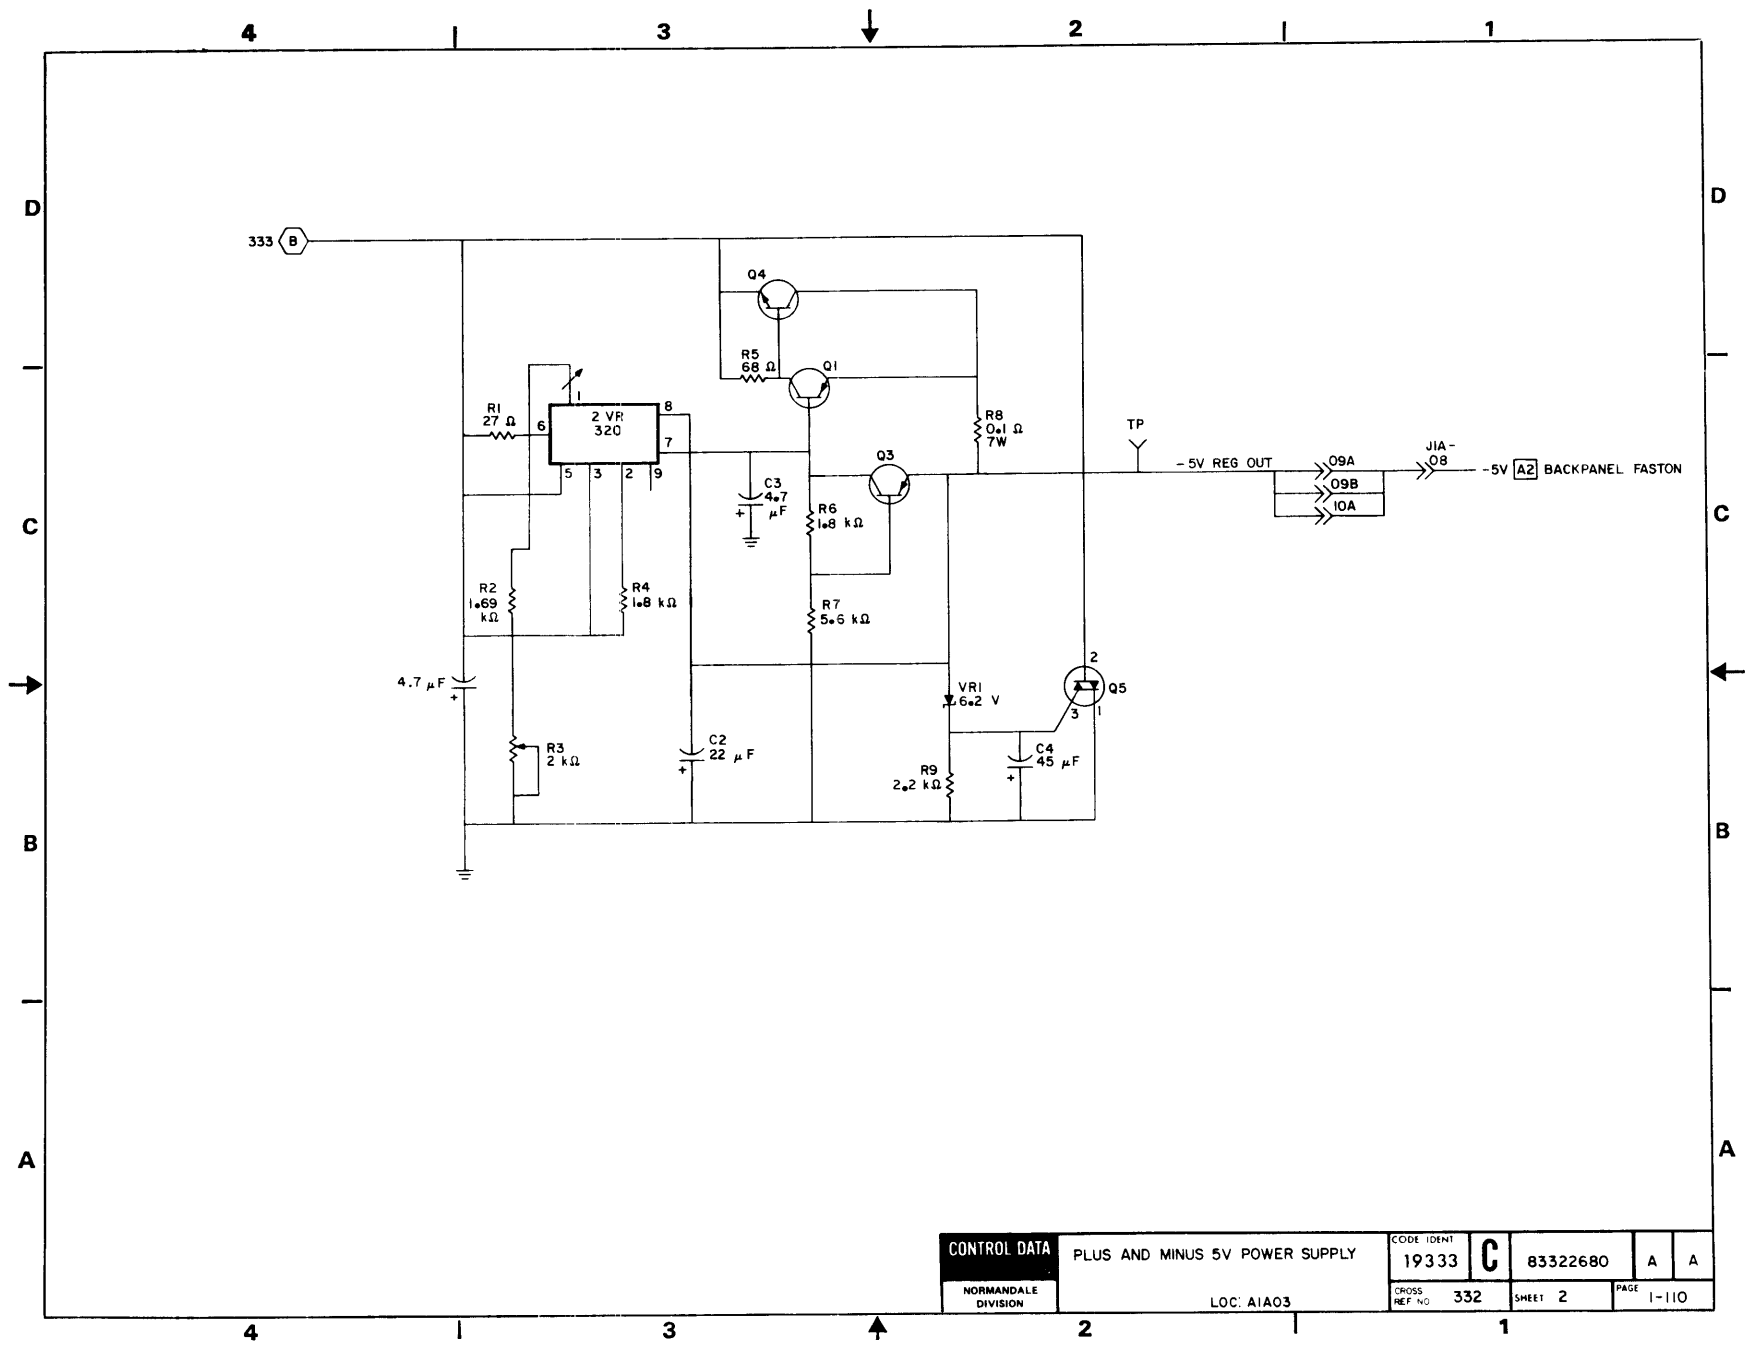 4 3 2 1
D D
333 B
Q4
R5
68 Ω
Q1
1
R1
27 Ω
6
2 VR
320
8
7
5 3 2 9
R8
0.1 Ω
7W
TP
Q3
C3
4.7
µF
+
R6
1.8 kΩ
-5V REG OUT
09A
09B
10A
J1A-
08
-5V A2 BACKPANEL FASTON
C C
R2
1.69
kΩ
R4
1.8 kΩ
R7
5.6 kΩ
4.7 µF
+
VR1
6.2 V
2
Q5
3 1
R3
2 kΩ
C2
22 µF
+
R9
2.2 kΩ
C4
45 µF
+
B B
A A
CONTROL DATA
NORMANDALE
DIVISION
PLUS AND MINUS 5V POWER SUPPLY
LOC: A1A03
CODE IDENT
19333
C
83322680
A
A
CROSS
REF NO 332
SHEET 2
PAGE 1-110
4 3 2 1